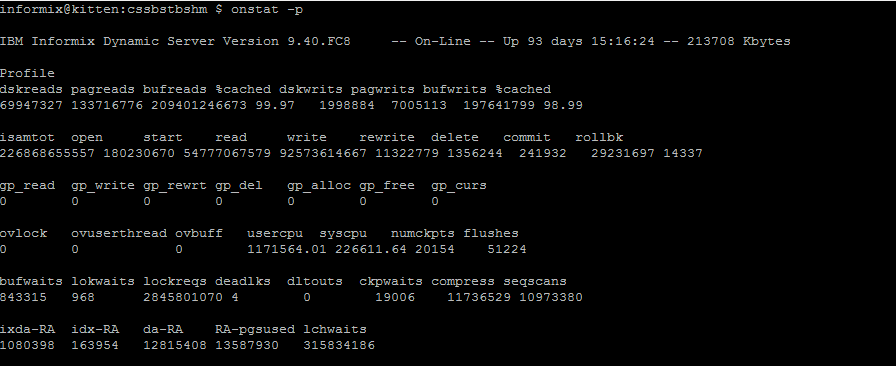 informix@kitten:cssbstbshm $ onstat -p
IBM Informix Dynamic Server Version 9.40.FC8     -- On-Line -- Up 93 days 15:16:24 -- 213708 Kbytes
Profile
dskreads pagreads bufreads %cached dskwrits pagwrits bufwrits %cached
69947327 133716776 209401246673 99.97   1998884  7005113  197641799 98.99
isamtot  open     start    read     write    rewrite  delete   commit   rollbk
226868655557 180230670 54777067579 92573614667 11322779 1356244  241932   29231697 14337
gp_read  gp_write gp_rewrt gp_del   gp_alloc gp_free  gp_curs
0        0        0        0        0        0        0
ovlock   ovuserthread ovbuff   usercpu  syscpu   numckpts flushes
0        0            0        1171564.01 226611.64 20154    51224
bufwaits lokwaits lockreqs deadlks  dltouts  ckpwaits compress seqscans
843315   968      2845801070 4        0        19006    11736529 10973380
ixda-RA  idx-RA   da-RA    RA-pgsused lchwaits
1080398  163954   12815408 13587930   315834186